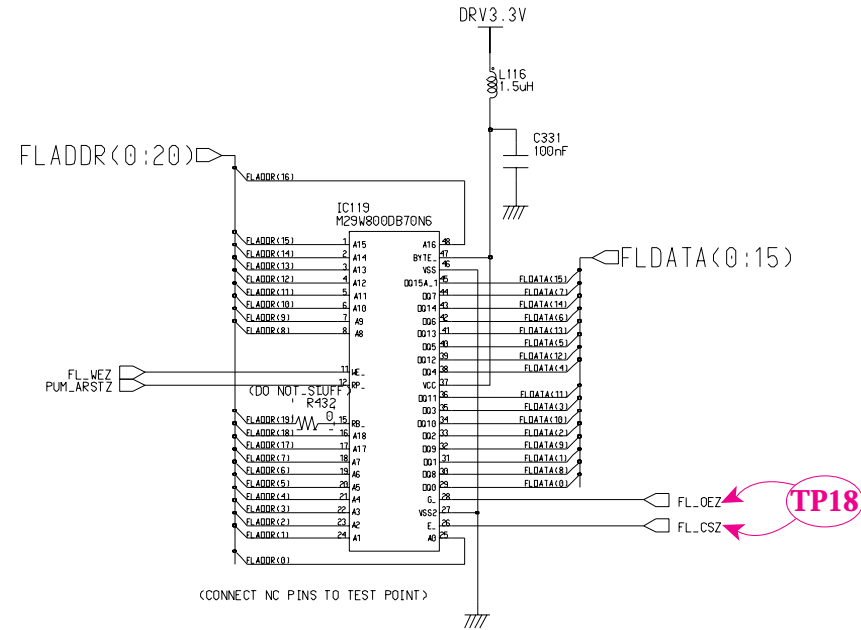 DRV3.3V
L116
1.5uH
C331
100nF
FLADDR(0:20)
FLADDR(16)
IC119
M29W800DB70N6
FLADDR(15) 1 A15 A16 48
FLADDR(14) 2 A14 BYTE_ 47
FLADDR(13) 3 A13 VSS 46
FLDATA(0:15)
FLADDR(12) 4 A12 DQ15A_1 45 FLDATA(15)
FLADDR(11) 5 A11 DQ7 44 FLDATA(7)
FLADDR(10) 6 A10 DQ14 43 FLDATA(14)
FLADDR(9) 7 A9 DQ6 42 FLDATA(6)
FLADDR(8) 8 A8 DQ13 41 FLDATA(13)
DQ5 40 FLDATA(5)
DQ12 39 FLDATA(12)
FL_WEZ 11 WE_ DQ4 38 FLDATA(4)
PUM_ARSTZ 12 RP_ VCC 37
(DO NOT_STUFF)
DQ11 36 FLDATA(11)
R432 0
DQ3 35 FLDATA(3)
FLADDR(19) 15 RB_ DQ10 34 FLDATA(10)
FLADDR(18) 16 A18 DQ2 33 FLDATA(2)
FLADDR(17) 17 A17 DQ9 32 FLDATA(9)
FLADDR(7) 18 A7 DQ1 31 FLDATA(1)
FLADDR(6) 19 A6 DQ8 30 FLDATA(8)
FLADDR(5) 20 A5 DQ0 29 FLDATA(0)
FLADDR(4) 21 A4 G_ 28 FL_OEZ
FLADDR(3) 22 A3 VSS2 27
TP18
FLADDR(2) 23 A2 E_ 26 FL_CSZ
FLADDR(1) 24 A1 A0 25
FLADDR(0)
(CONNECT NC PINS TO TEST POINT)